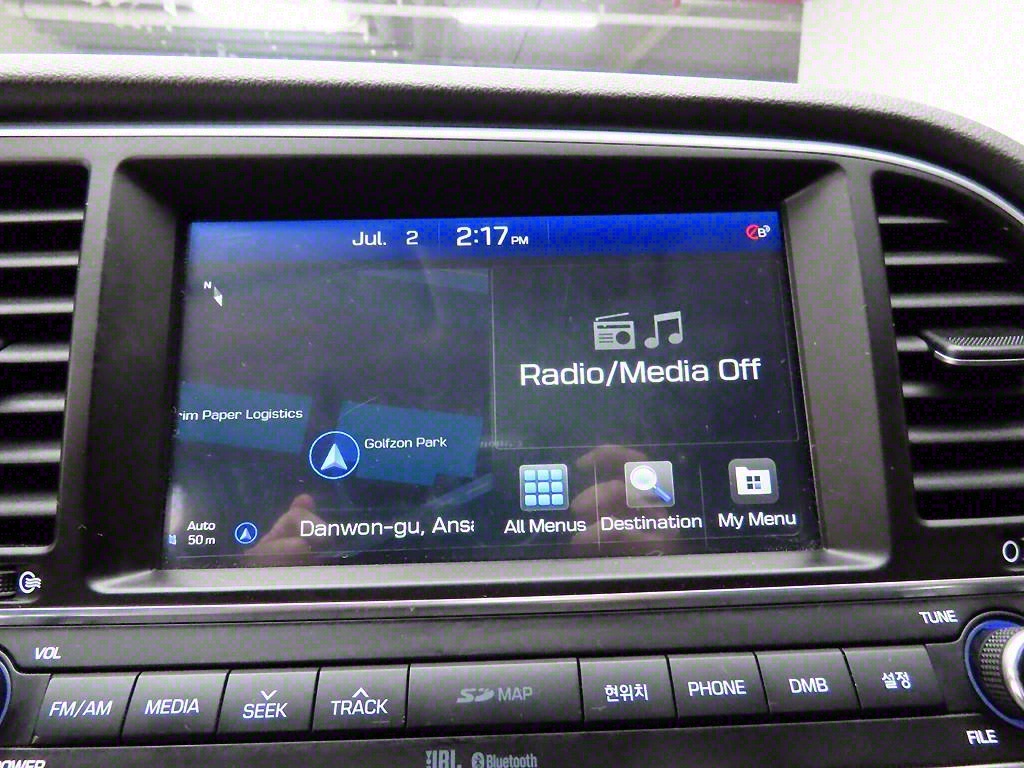 Jul. 2 2:17 PM
B
N
Radio/Media Off
rim Paper Logistics
Golfzon Park
Auto
50 m
Danwon-gu, Ansa
All Menus
Destination
My Menu
VOL
TUNE
FM/AM
MEDIA
SEEK
TRACK
SD MAP
현위치
PHONE
DMB
설정
FILE
POWER
JBL
Bluetooth